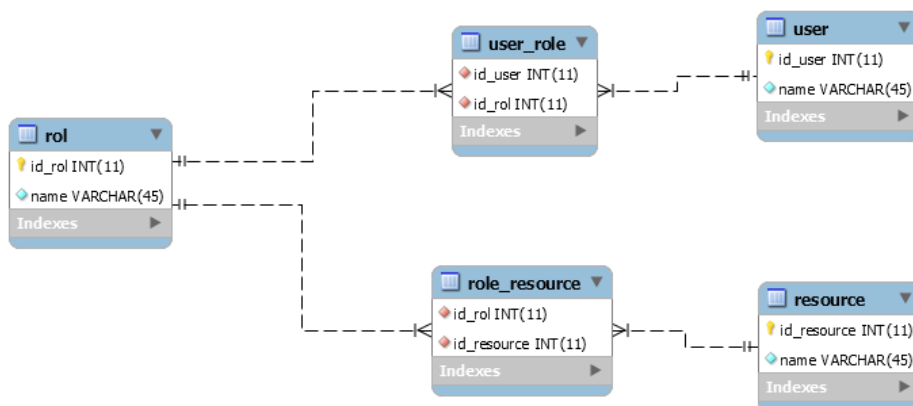 user_role
id_user INT(11)
id_rol INT(11)
Indexes
user
id_user INT(11)
name VARCHAR(45)
Indexes
rol
id_rol INT(11)
name VARCHAR(45)
Indexes
role_resource
id_rol INT(11)
id_resource INT(11)
Indexes
resource
id_resource INT(11)
name VARCHAR(45)
Indexes